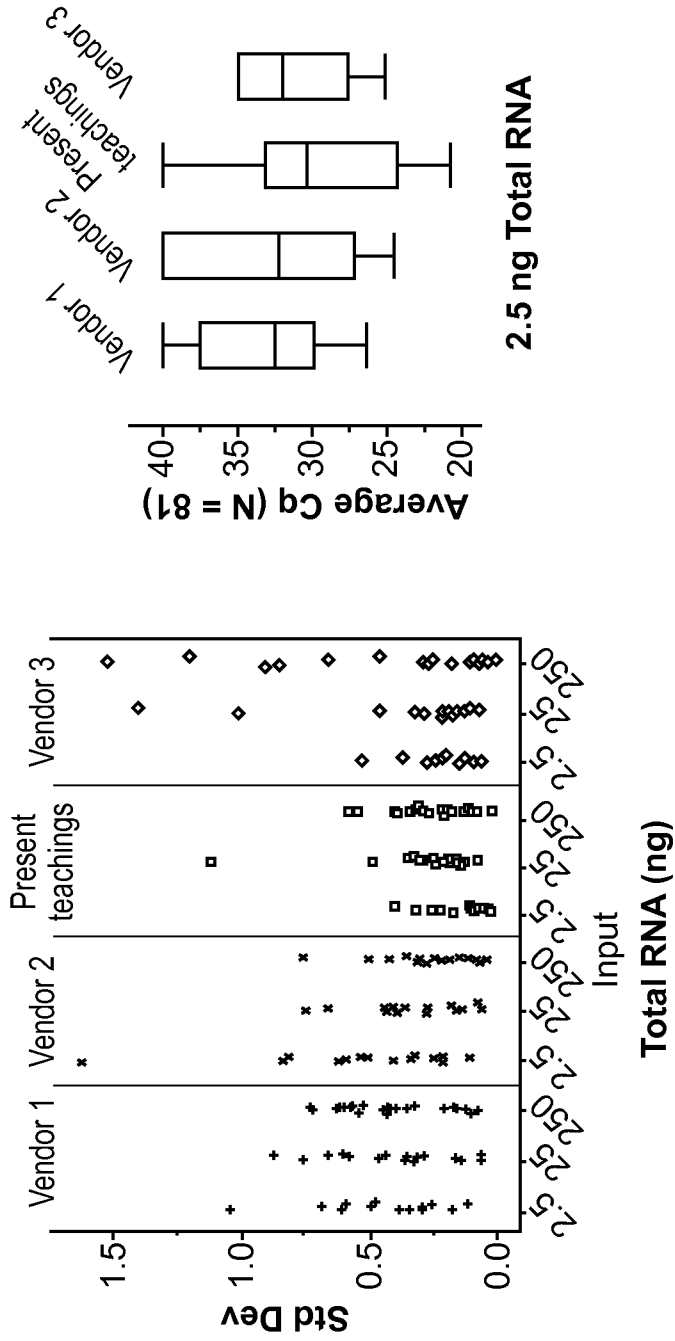 Vendor 1
Vendor 2
Present
teachings
Vendor 3
Std Dev
1.5
1.0
0.5
0.0
2.5
25
250
2.5
25
250
2.5
25
250
2.5
25
250
Input
Total RNA (ng)
Vendor 1
Vendor 2
Present
teachings
Vendor 3
Average Cq (N = 81)
40
35
30
25
20
2.5 ng Total RNA